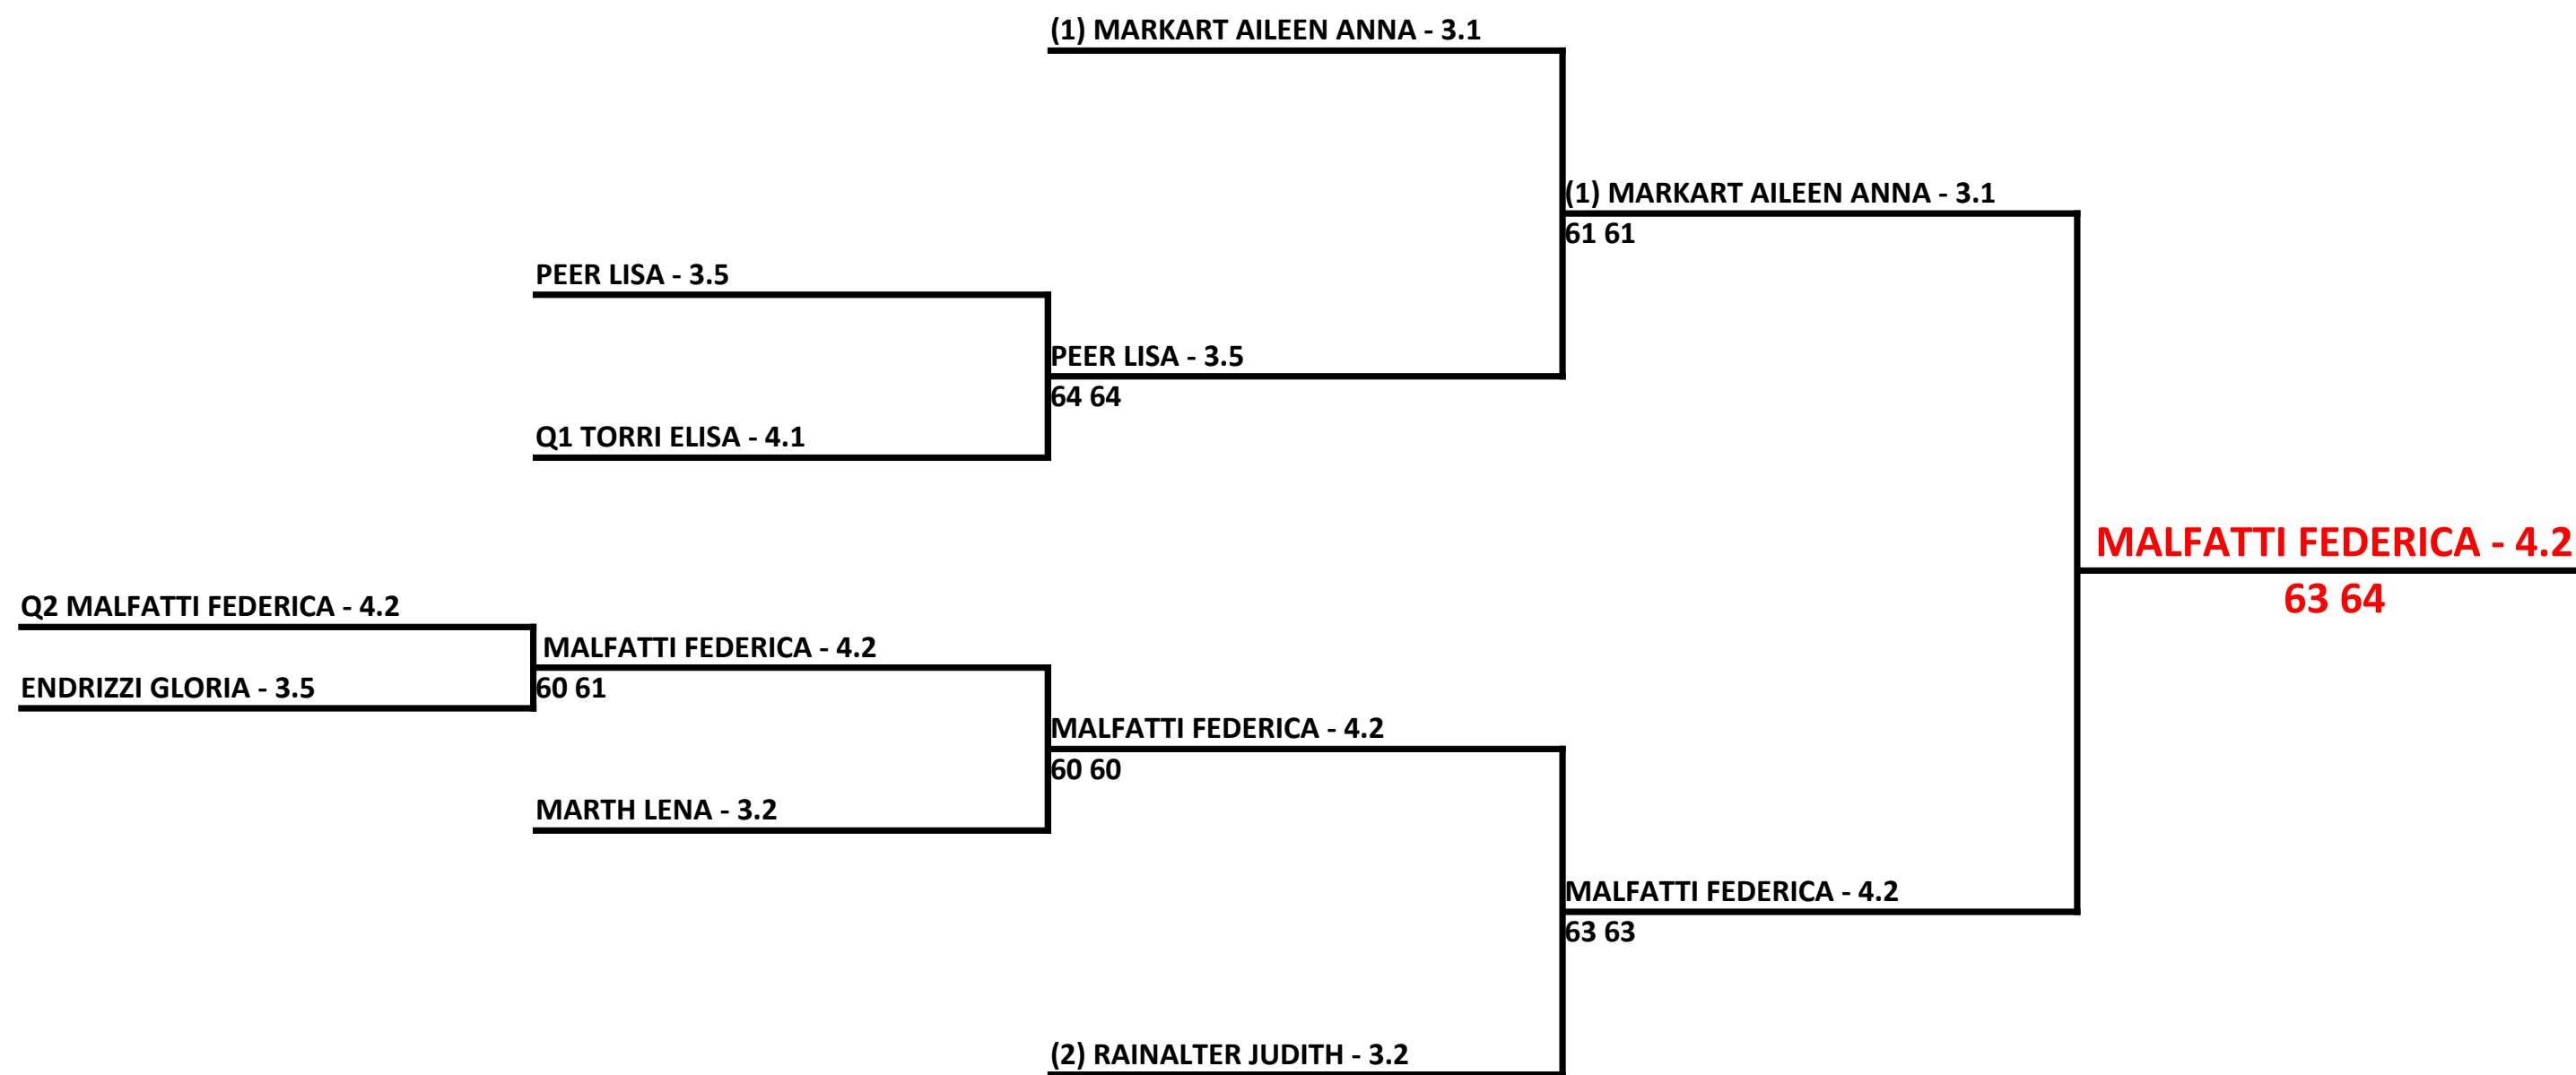 (1) MARKART AILEEN ANNA - 3.1
(1) MARKART AILEEN ANNA - 3.1
61 61
PEER LISA - 3.5
PEER LISA - 3.5
64 64
Q1 TORRI ELISA - 4.1
MALFATTI FEDERICA - 4.2
63 64
Q2 MALFATTI FEDERICA - 4.2
MALFATTI FEDERICA - 4.2
ENDRIZZI GLORIA - 3.5
60 61
MALFATTI FEDERICA - 4.2
60 60
MARTH LENA - 3.2
MALFATTI FEDERICA - 4.2
63 63
(2) RAINALTER JUDITH - 3.2